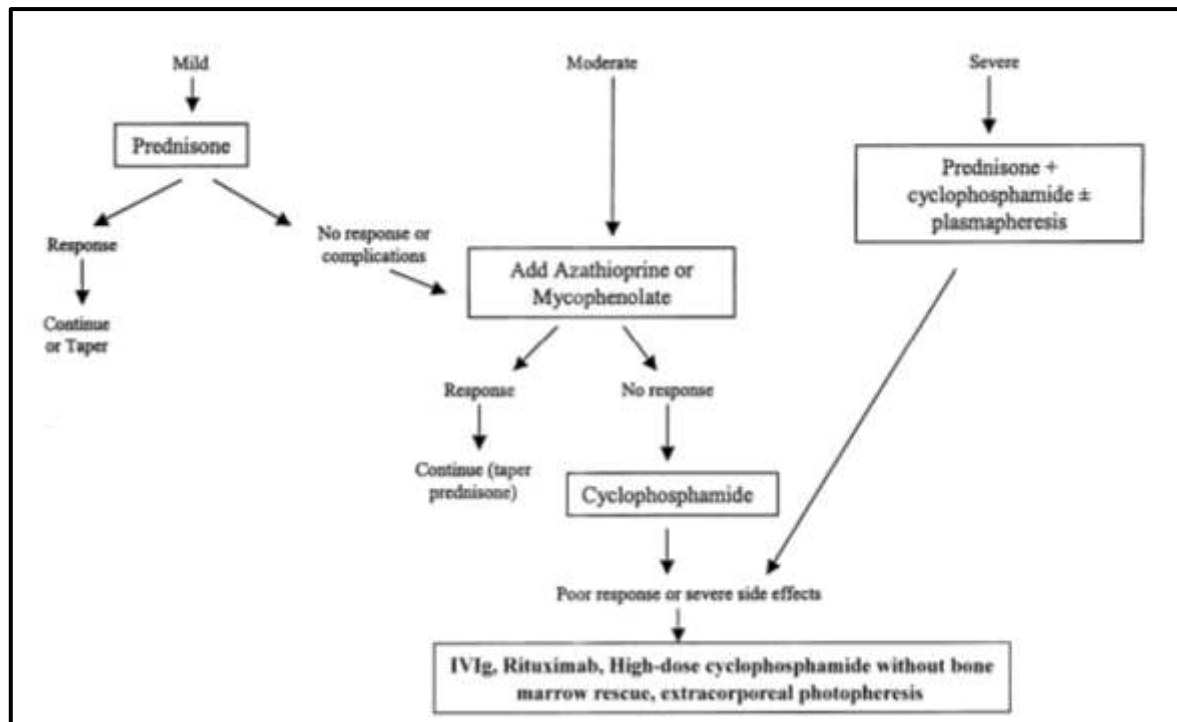 Mild
Moderate
Severe
Prednisone
Prednisone +
cyclophosphamide ±
plasmapheresis
Response
No response or
complications
Add Azathioprine or
Mycophenolate
Continue
or Taper
Response
No response
Continue (taper
prednisone)
Cyclophosphamide
Poor response or severe side effects
IVIg, Rituximab, High-dose cyclophosphamide without bone
marrow rescue, extracorporeal photopheresis